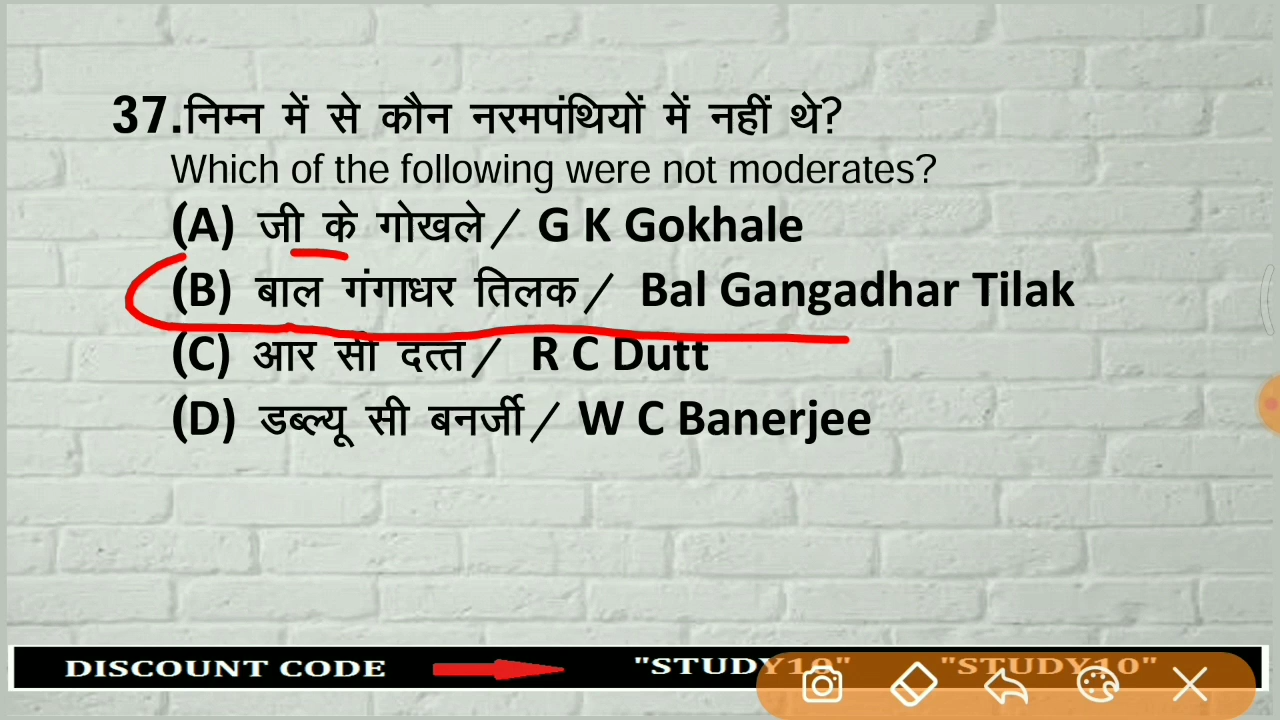 37.निम्न में से कौन नरमपंथियों में नहीं थे?
Which of the following were not moderates?
(A) जी के गोखले/ G K Gokhale
(B) बाल गंगाधर तिलक/ Bal Gangadhar Tilak
(C) आर सी दत्त/ R C Dutt
(D) डब्ल्यू सी बनर्जी/ W C Banerjee
DISCOUNT CODE "STUDY10" "STUDY10"